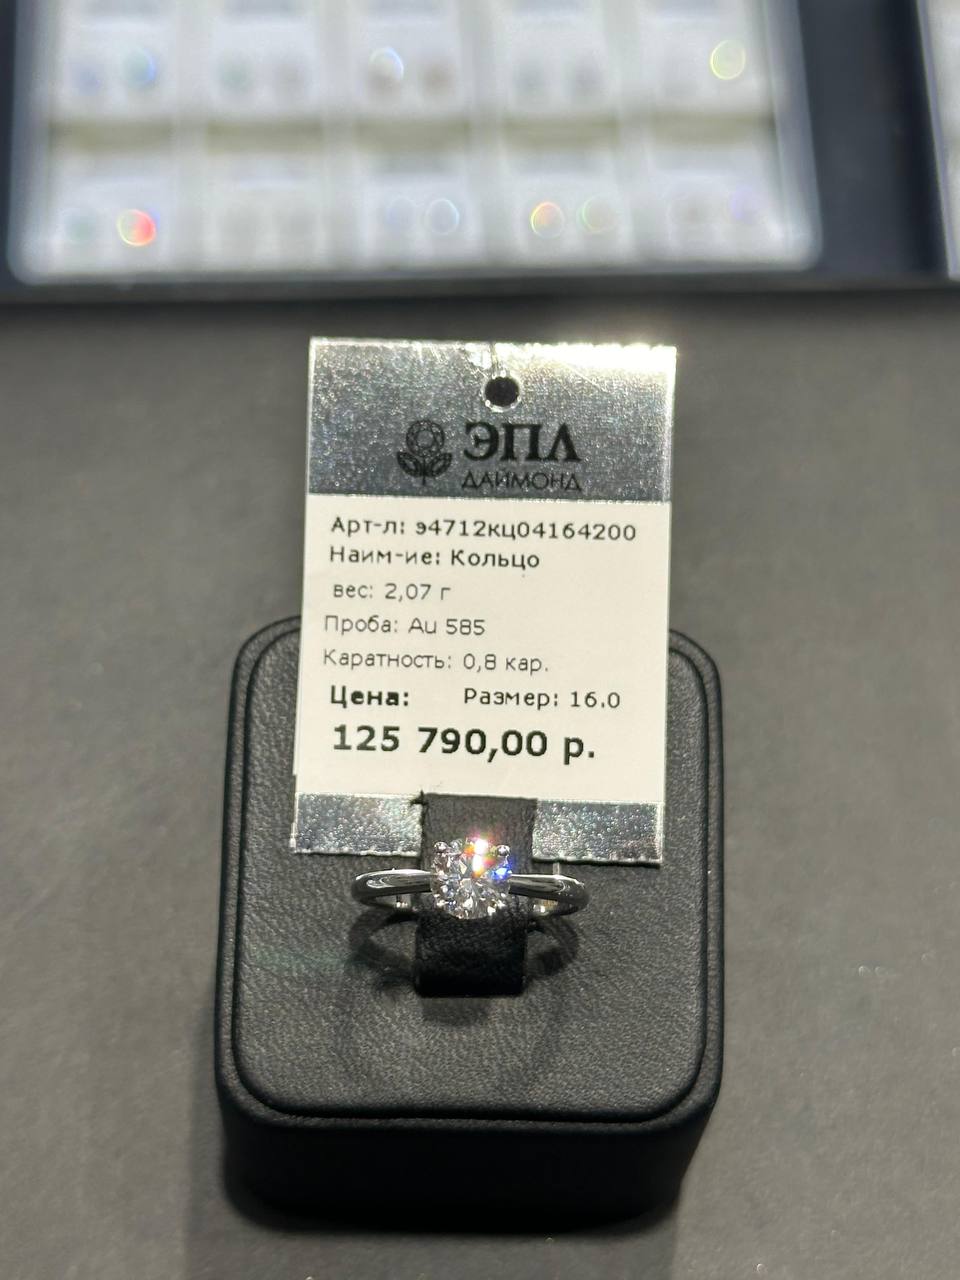 ЭПЛ
ДАЙМОНД
Арт-л: э4712кц04164200
Наим-ие: Кольцо
вес: 2,07 г
Проба: Au 585
Каратность: 0,8 кар.
Цена: Размер: 16.0
125 790,00 р.